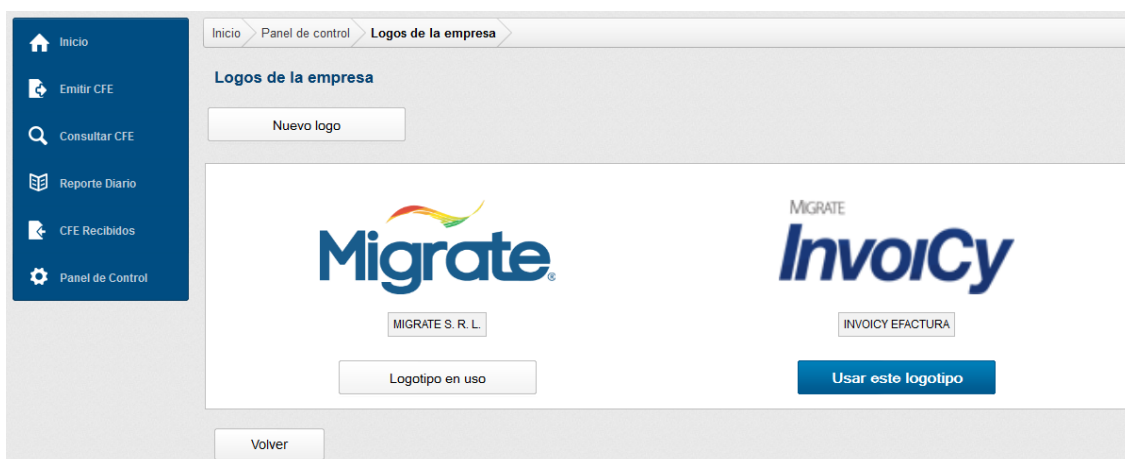 Inicio
Emitir CFE
Consultar CFE
Reporte Diario
CFE Recibidos
Panel de Control
Inicio Panel de control Logos de la empresa
Logos de la empresa
Nuevo logo
Migrate®
MIGRATE S. R. L.
Logotipo en uso
MIGRATE
InvoiCy
INVOICY EFACTURA
Usar este logotipo
Volver